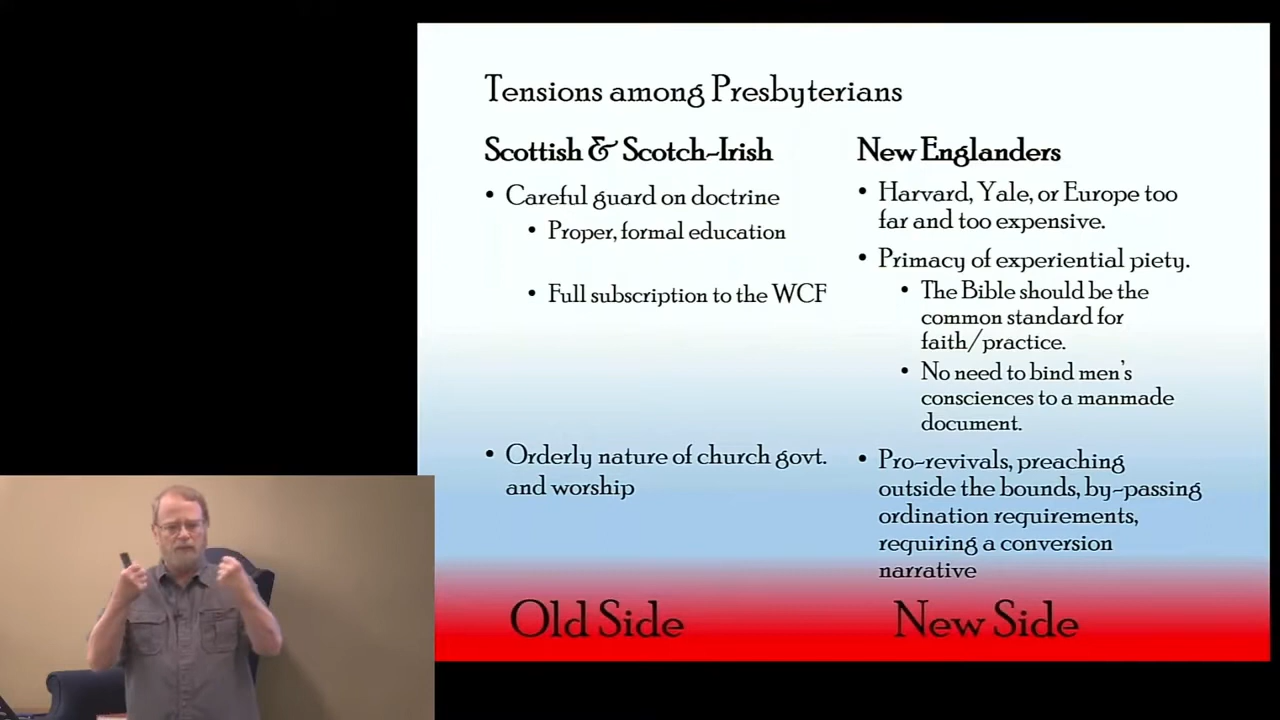 Tensions among Presbyterians
Scottish & Scotch-Irish
• Careful guard on doctrine
• Proper, formal education
• Full subscription to the WCF
• Orderly nature of church govt.
and worship
Old Side
New Englanders
• Harvard, Yale, or Europe too
far and too expensive.
• Primacy of experiential piety.
• The Bible should be the
common standard for
faith/practice.
• No need to bind men's
consciences to a manmade
document.
• Pro-revivals, preaching
outside the bounds, by-passing
ordination requirements,
requiring a conversion
narrative
New Side